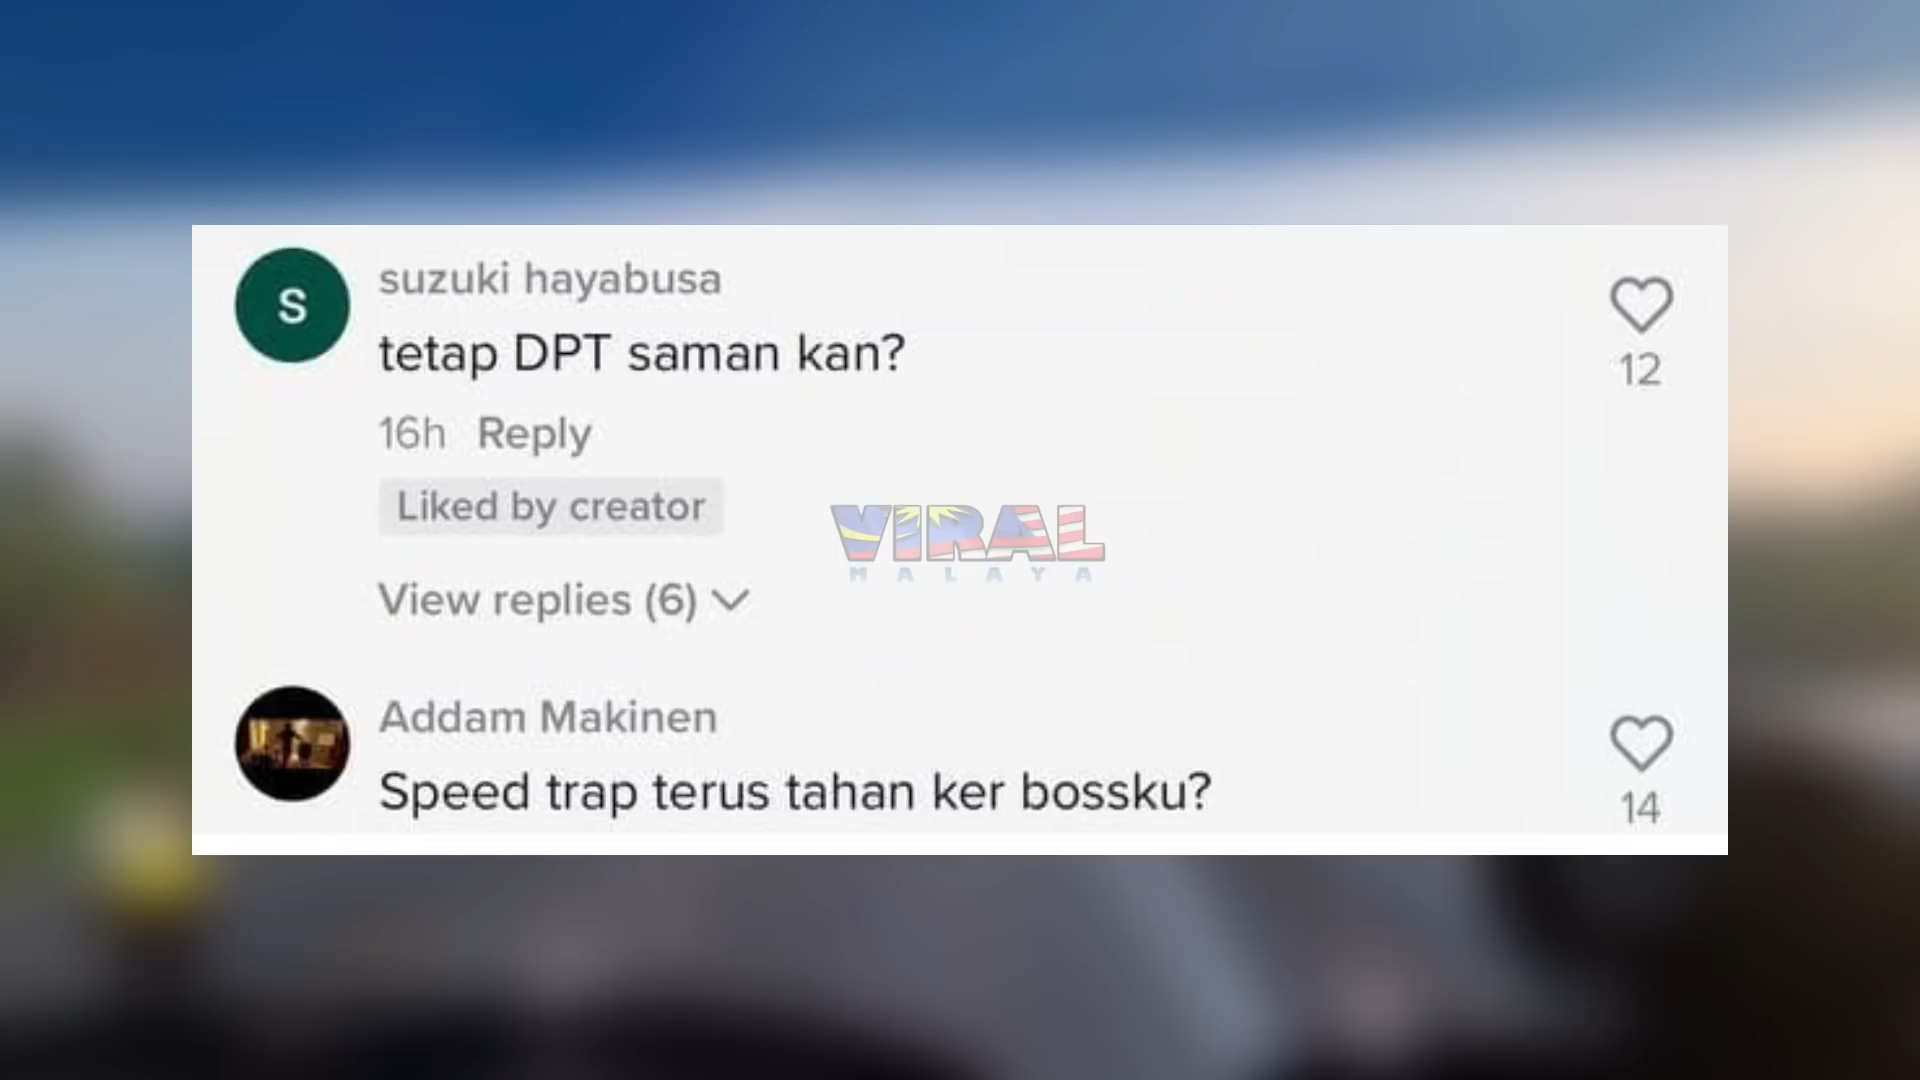 S
suzuki hayabusa
tetap DPT saman kan?
12
16h Reply
Liked by creator
VIRAL
MALAYA
View replies (6)
Addam Makinen
Speed trap terus tahan ker bossku?
14